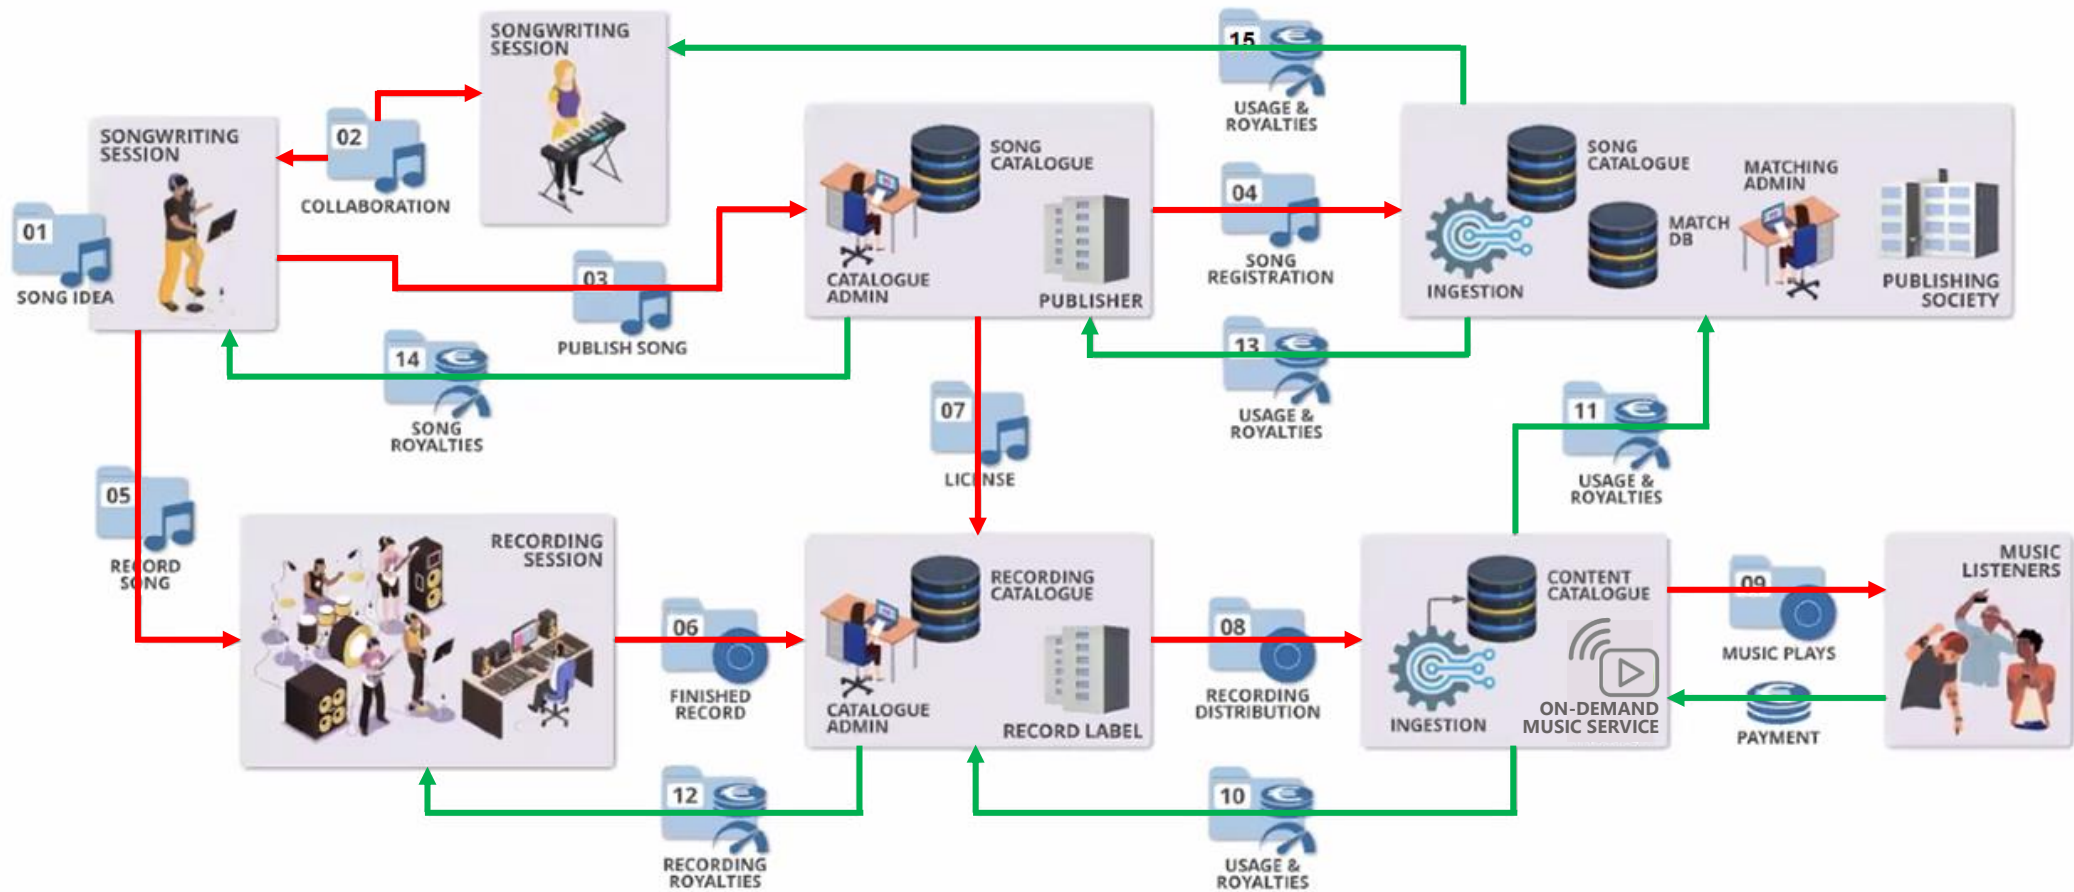 SONGWRITING
SESSION
15
USAGE &
ROYALTIES
SONGWRITING
SESSION
02
COLLABORATION
01
SONG IDEA
03
PUBLISH SONG
SONG
CATALOGUE
CATALOGUE
ADMIN
PUBLISHER
04
SONG
REGISTRATION
SONG
CATALOGUE
MATCHING
ADMIN
MATCH
DB
INGESTION
PUBLISHING
SOCIETY
14
SONG
ROYALTIES
13
USAGE &
ROYALTIES
07
LICENSE
11
USAGE &
ROYALTIES
05
RECORD
SONG
RECORDING
SESSION
06
FINISHED
RECORD
RECORDING
CATALOGUE
CATALOGUE
ADMIN
RECORD LABEL
08
RECORDING
DISTRIBUTION
CONTENT
CATALOGUE
INGESTION
ON-DEMAND
MUSIC SERVICE
09
MUSIC PLAYS
PAYMENT
MUSIC
LISTENERS
12
RECORDING
ROYALTIES
10
USAGE &
ROYALTIES